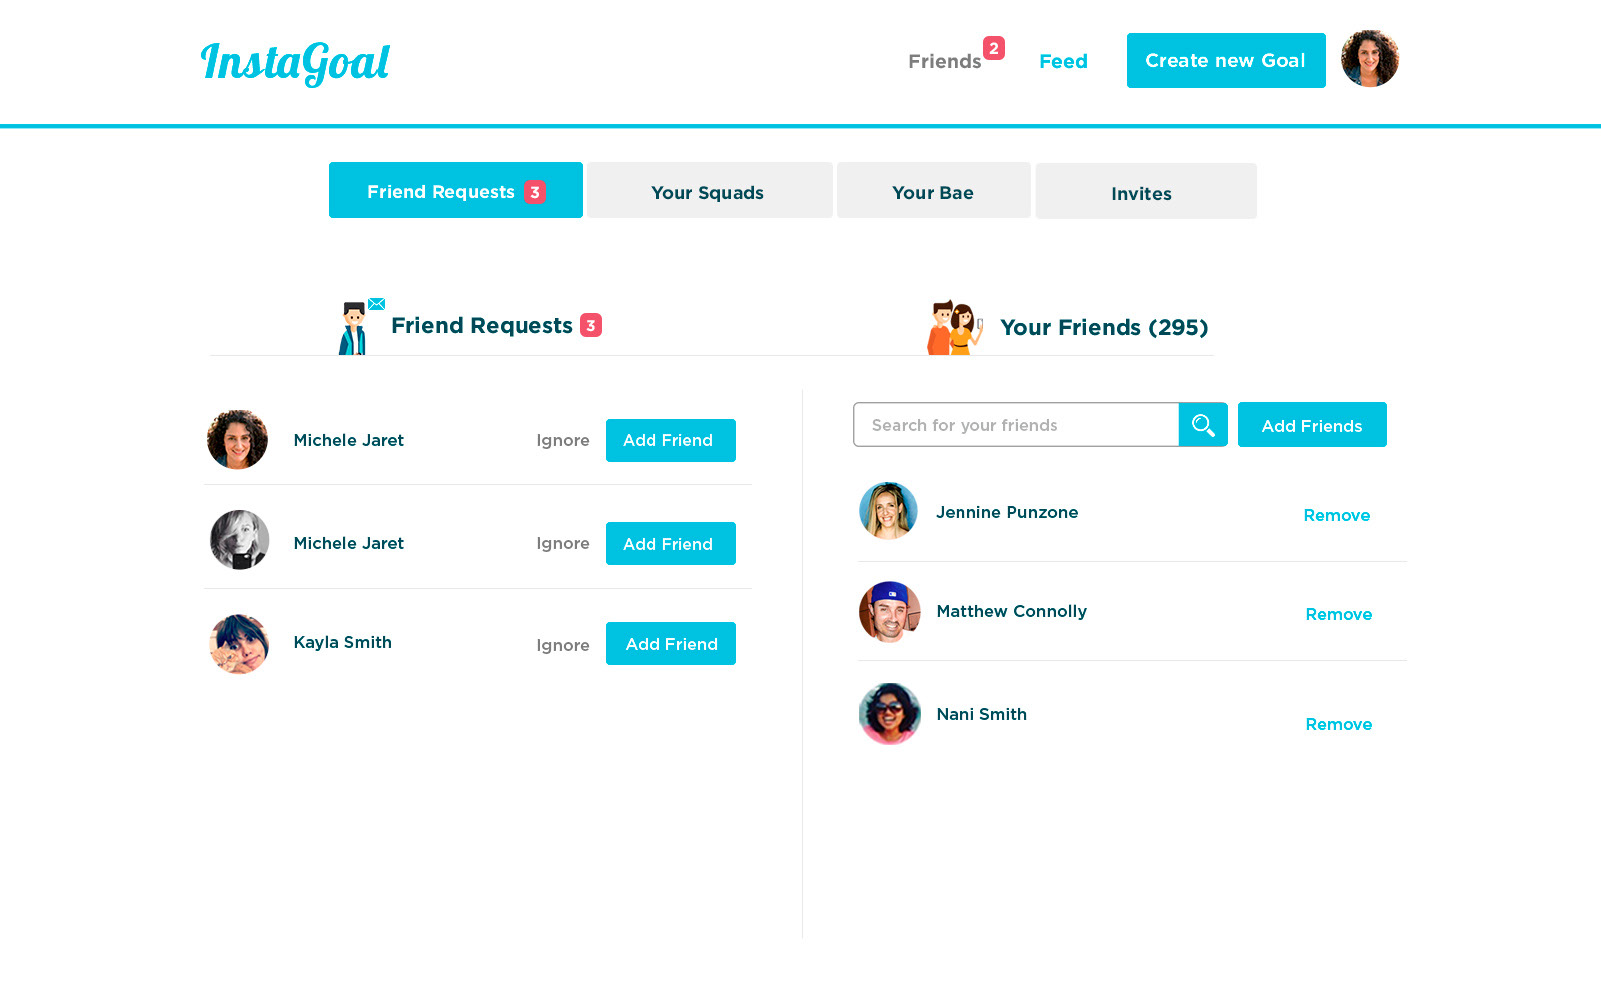 InstaGoal
Friends 2
Feed
Create new Goal
Friend Requests 3
Your Squads
Your Bae
Invites
Friend Requests 3
Your Friends (295)
Michele Jaret
Ignore
Add Friend
Michele Jaret
Ignore
Add Friend
Kayla Smith
Ignore
Add Friend
Search for your friends
Add Friends
Jennine Punzone
Remove
Matthew Connolly
Remove
Nani Smith
Remove